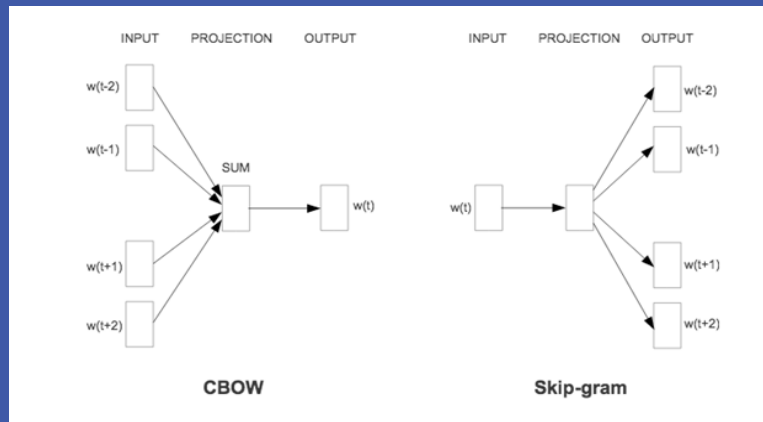 INPUT PROJECTION OUTPUT
w(t-2)
w(t-1)
SUM
w(t)
w(t+1)
w(t+2)
CBOW
INPUT PROJECTION OUTPUT
w(t-2)
w(t-1)
w(t)
w(t+1)
w(t+2)
Skip-gram